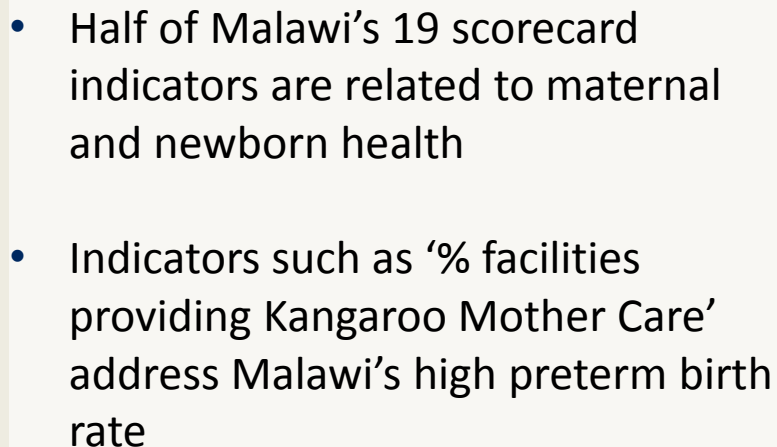 • Half of Malawi’s 19 scorecard
indicators are related to maternal
and newborn health
• Indicators such as ‘% facilities
providing Kangaroo Mother Care’
address Malawi’s high preterm birth
rate